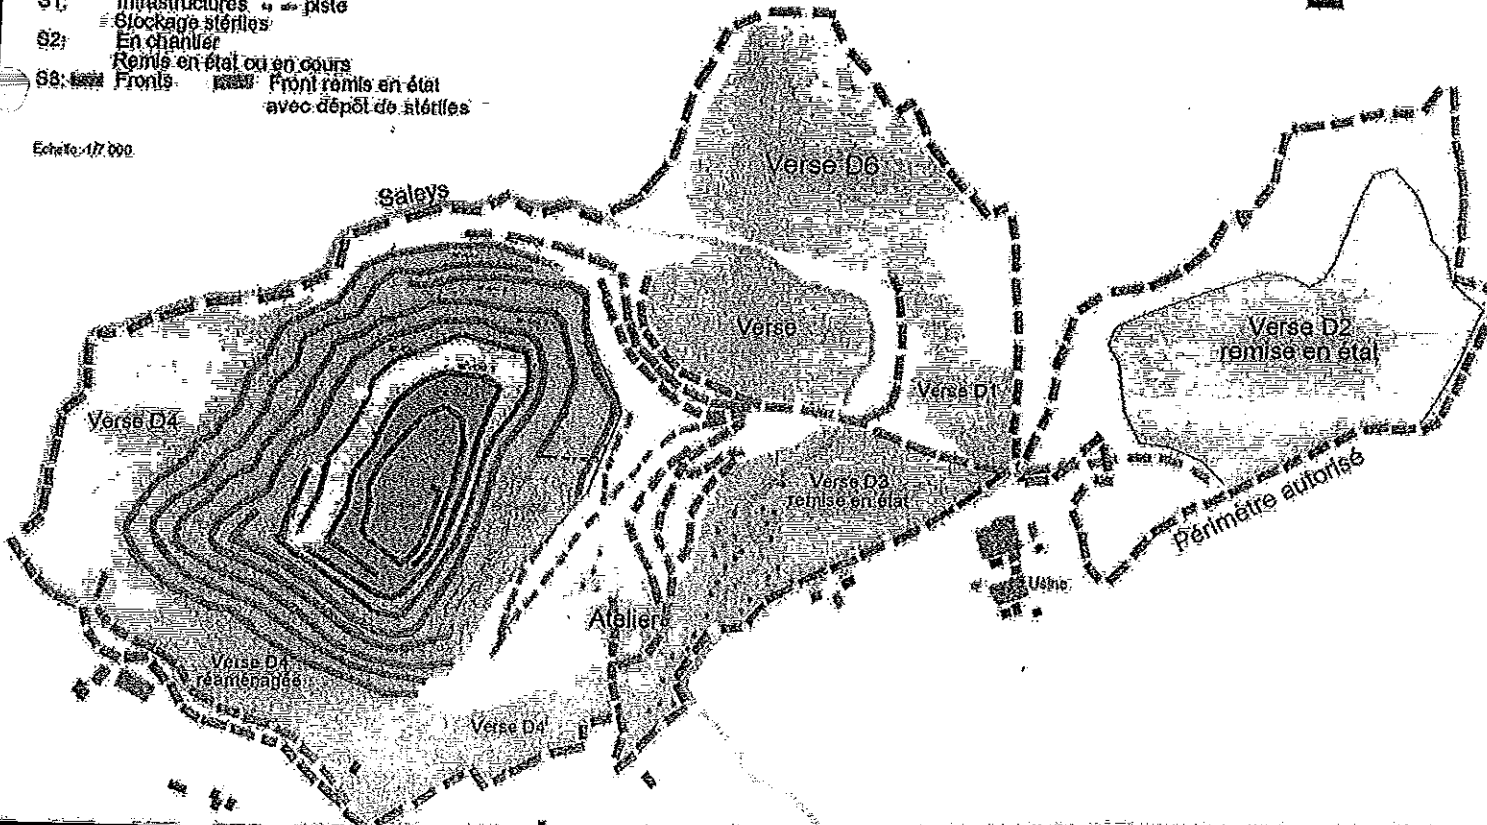 S1: Infrastructures piste
Stockage stériles
S2: En chantier
Remis en état ou en cours
S3: Fronts Front remis en état
avec dépôt de stériles
Echelle:1/7 000
Saleys
Verse D6
Verse
Verse D2
remise en état
Verse D1
Verse D4
Verse D3
remise en état
Périmètre autorisé
Usine
Ateliers
Verse D4
réaménagée
Verse D4